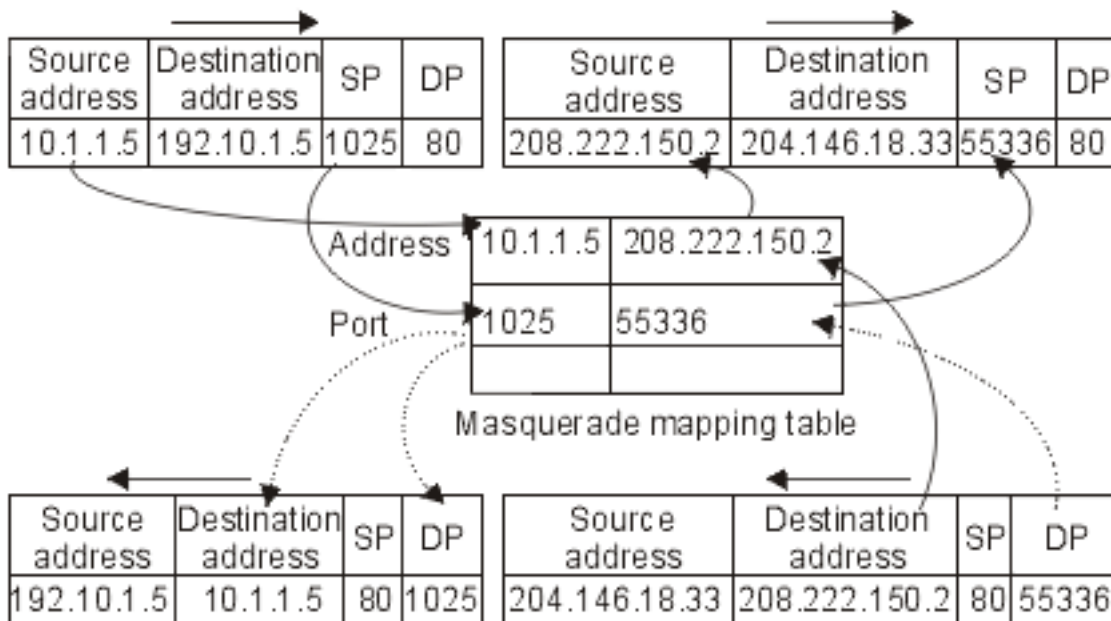 Source address Destination address SP DP
10.1.1.5 192.10.1.5 1025 80
Source address Destination address SP DP
208.222.150.2 204.146.18.33 55336 80
Address 10.1.1.5 208.222.150.2
Port 1025 55336
Masquerade mapping table
Source address Destination address SP DP
192.10.1.5 10.1.1.5 80 1025
Source address Destination address SP DP
204.146.18.33 208.222.150.2 80 55336